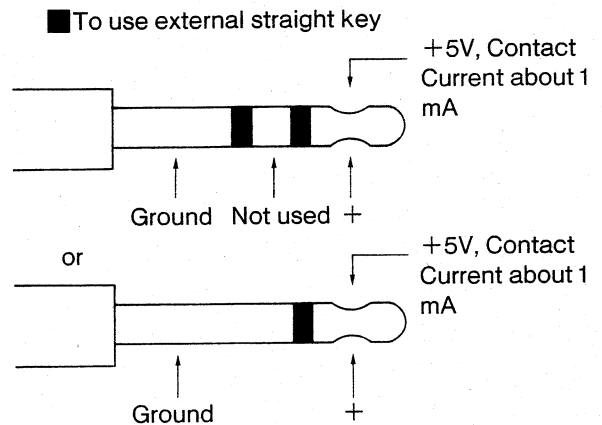 To use external straight key
+5V, Contact
Current about 1
mA
Ground Not used +
or
+5V, Contact
Current about 1
mA
Ground +